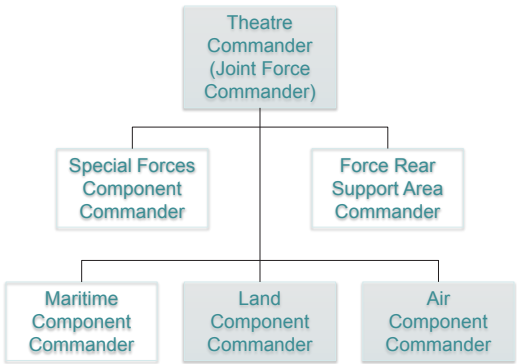 Theatre
Commander
(Joint Force
Commander)
Special Forces
Component
Commander
Force Rear
Support Area
Commander
Maritime
Component
Commander
Land
Component
Commander
Air
Component
Commander